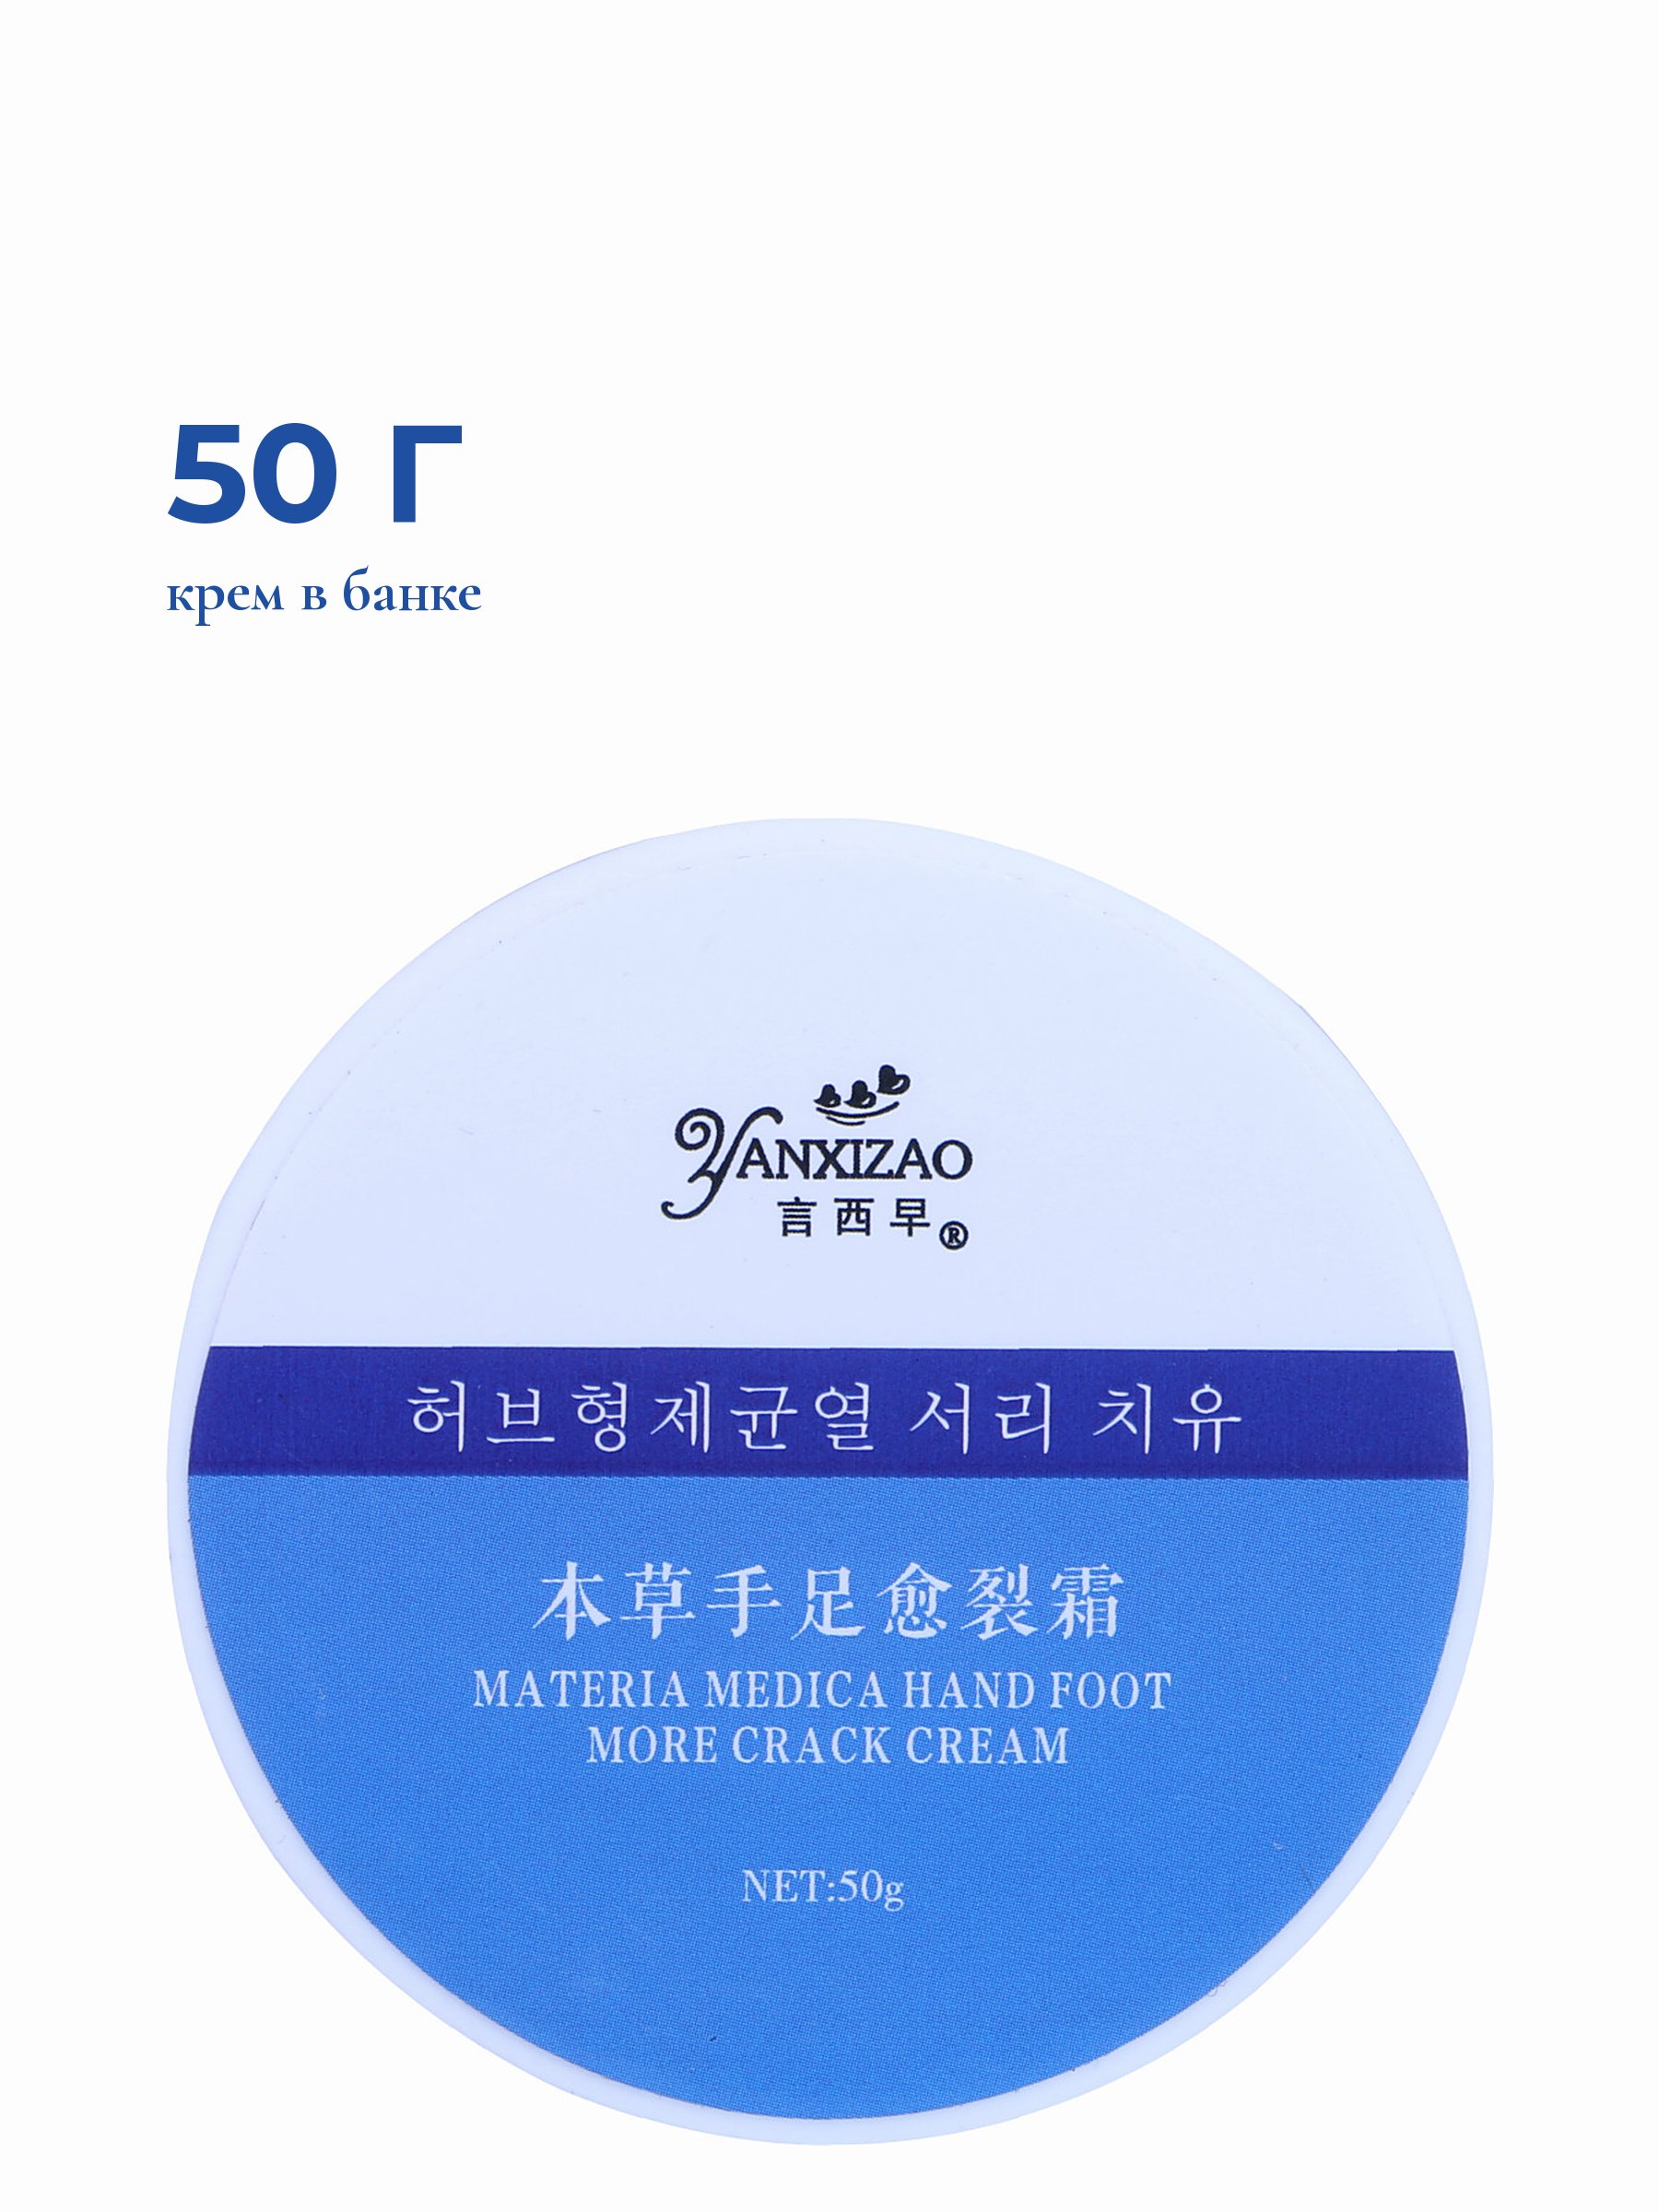 50 Г
крем в банке
YANXIZAO
言西早®
허브형제균열 서리 치유
本草手足愈裂霜
MATERIA MEDICA HAND FOOT
MORE CRACK CREAM
NET:50g